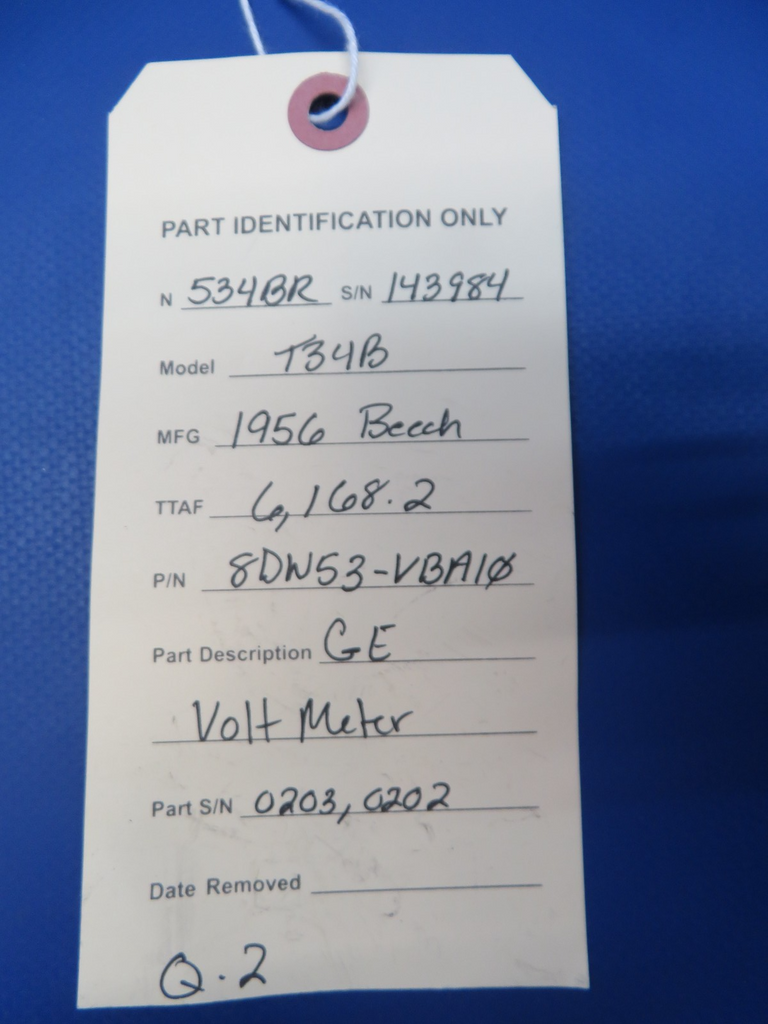 PART IDENTIFICATION ONLY
N 534BR S/N 143984
Model T34B
MFG 1956 Beech
TTAF 6,168.2
P/N 8DW53-VBA1Ø
Part Description GE
Volt Meter
Part S/N 0203, 0202
Date Removed
Q.2